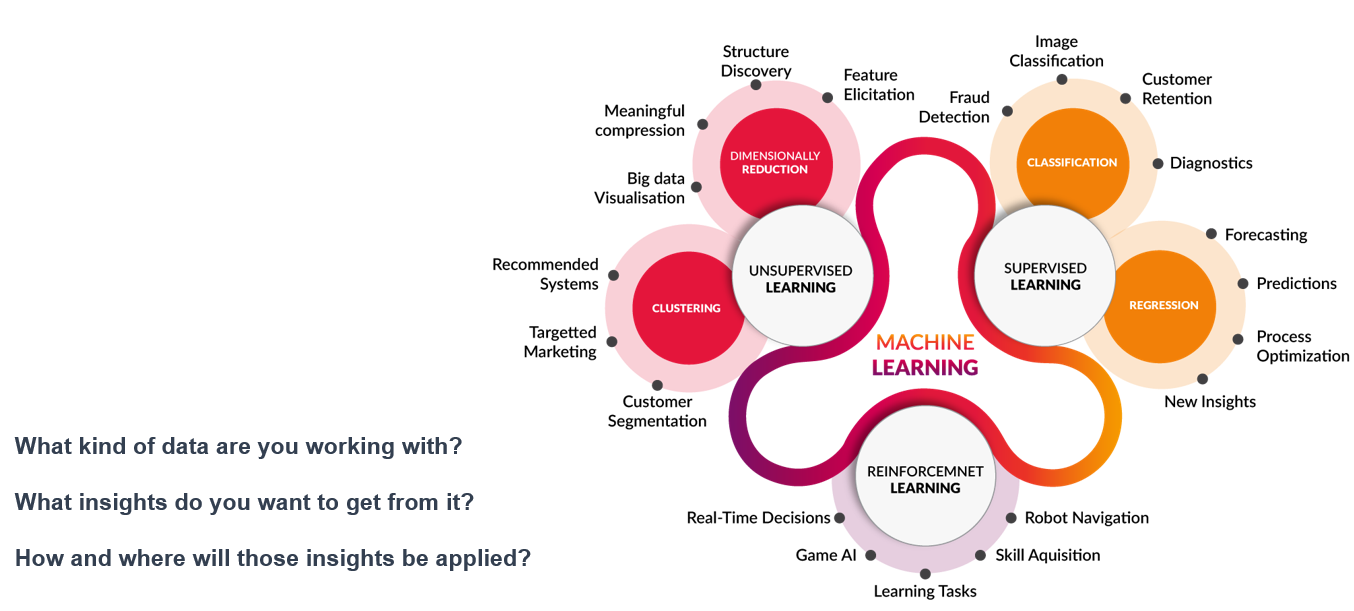 Structure
Discovery
Feature
Elicitation
Meaningful
compression
Big data
Visualisation
DIMENSIONALLY
REDUCTION
UNSUPERVISED
LEARNING
CLUSTERING
Recommended
Systems
Targetted
Marketing
Customer
Segmentation
Image
Classification
Fraud
Detection
Customer
Retention
Diagnostics
CLASSIFICATION
SUPERVISED
LEARNING
REGRESSION
Forecasting
Predictions
Process
Optimization
New Insights
MACHINE
LEARNING
REINFORCEMNET
LEARNING
Real-Time Decisions
Game AI
Learning Tasks
Skill Aquisition
Robot Navigation
What kind of data are you working with?
What insights do you want to get from it?
How and where will those insights be applied?